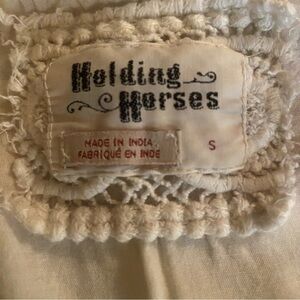 Holding
Horses
MADE IN INDIA
FABRIQUÉ EN INDE
S